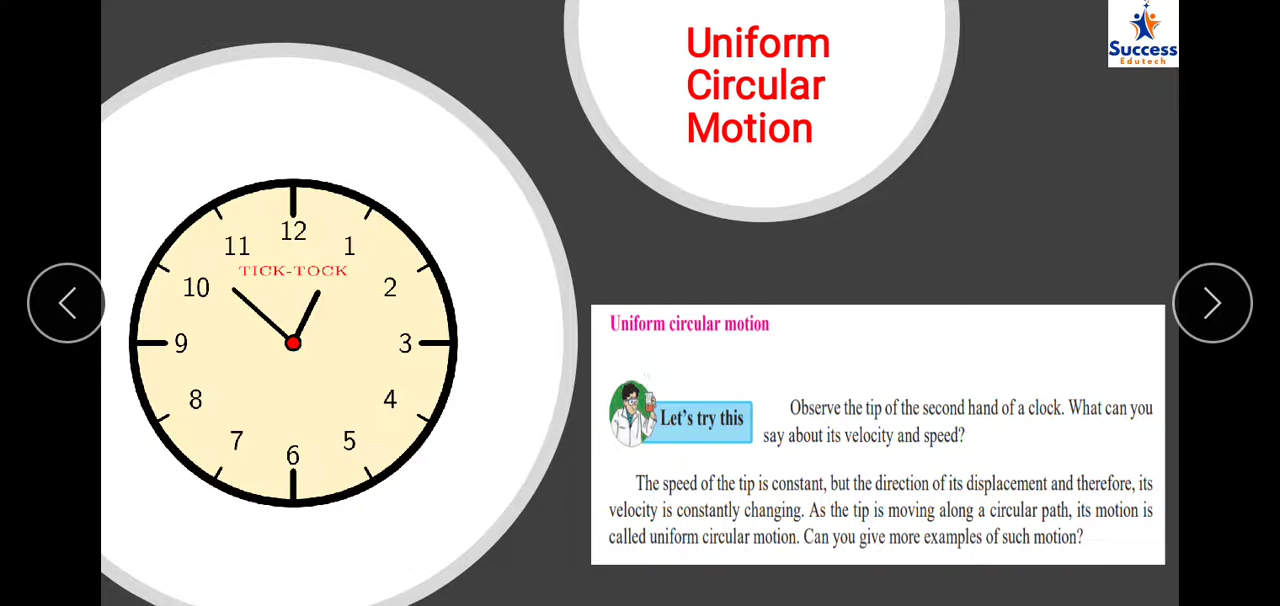 Uniform
Circular
Motion
Success
Edutech
12
11
1
TICK-TOCK
10
2
9
3
8
4
7
5
6
Uniform circular motion
Let's try this
Observe the tip of the second hand of a clock. What can you
say about its velocity and speed?
The speed of the tip is constant, but the direction of its displacement and therefore, its
velocity is constantly changing. As the tip is moving along a circular path, its motion is
called uniform circular motion. Can you give more examples of such motion?